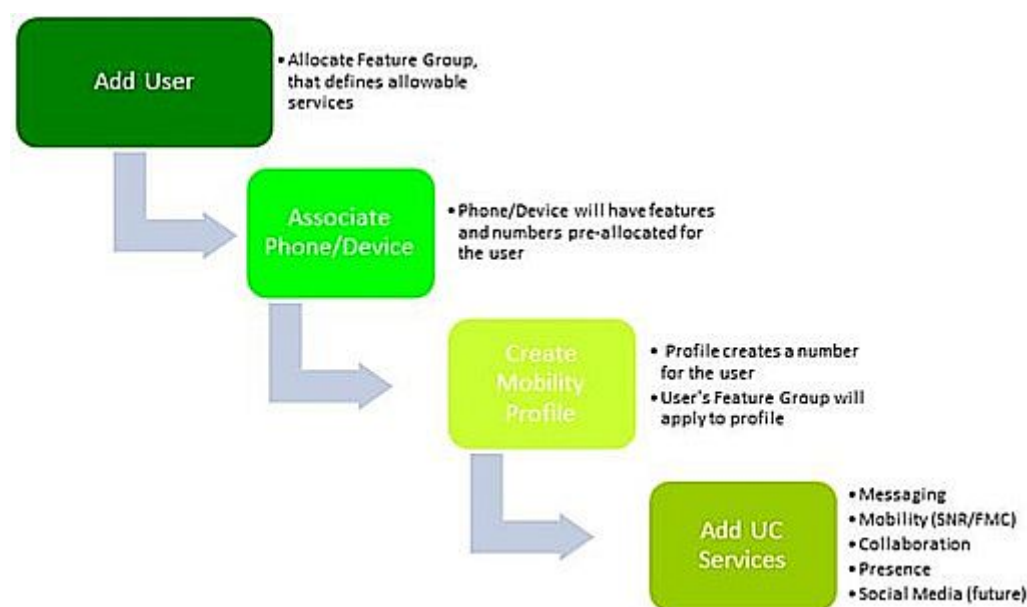 Add User
• Allocate Feature Group,
that defines allowable
services
Associate
Phone/Device
• Phone/Device will have features
and numbers pre-allocated for
the user
Create
Mobility
Profile
• Profile creates a number
for the user
• User's Feature Group will
apply to profile
Add UC
Services
• Messaging
• Mobility (SNR/FMC)
• Collaboration
• Presence
• Social Media (future)